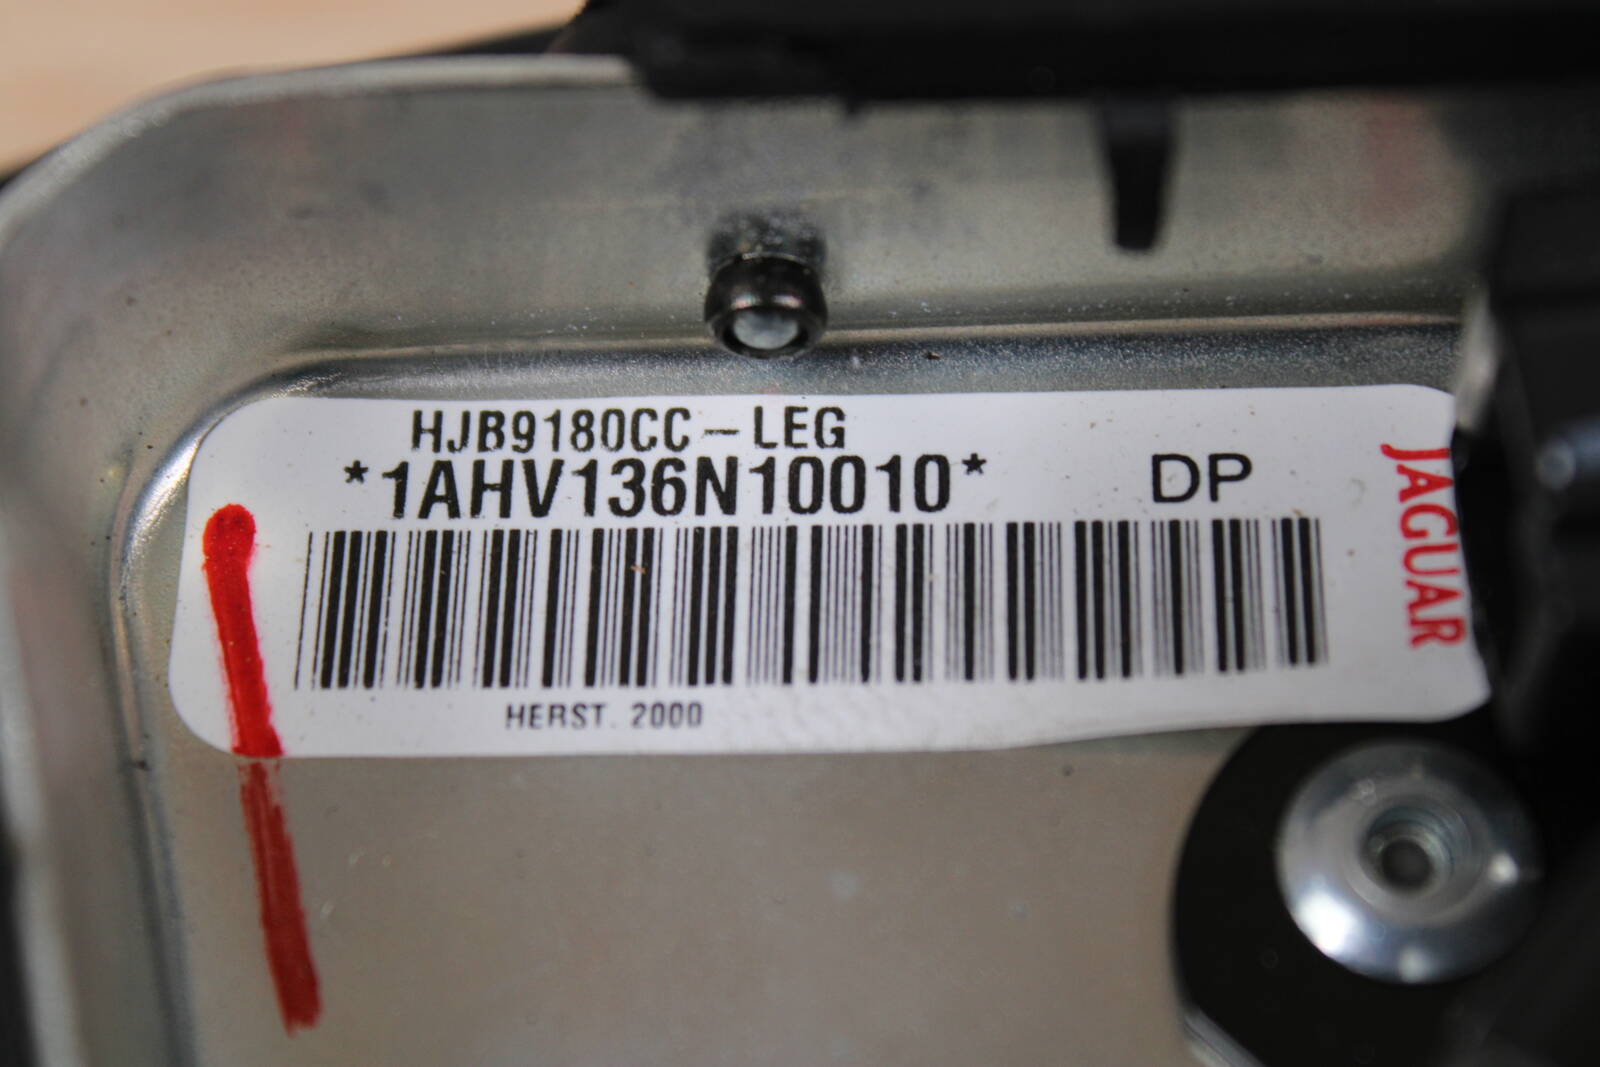 HJB9180CC-LEG
*1AHV136N10010*
DP
JAGUAR
HERST. 2000